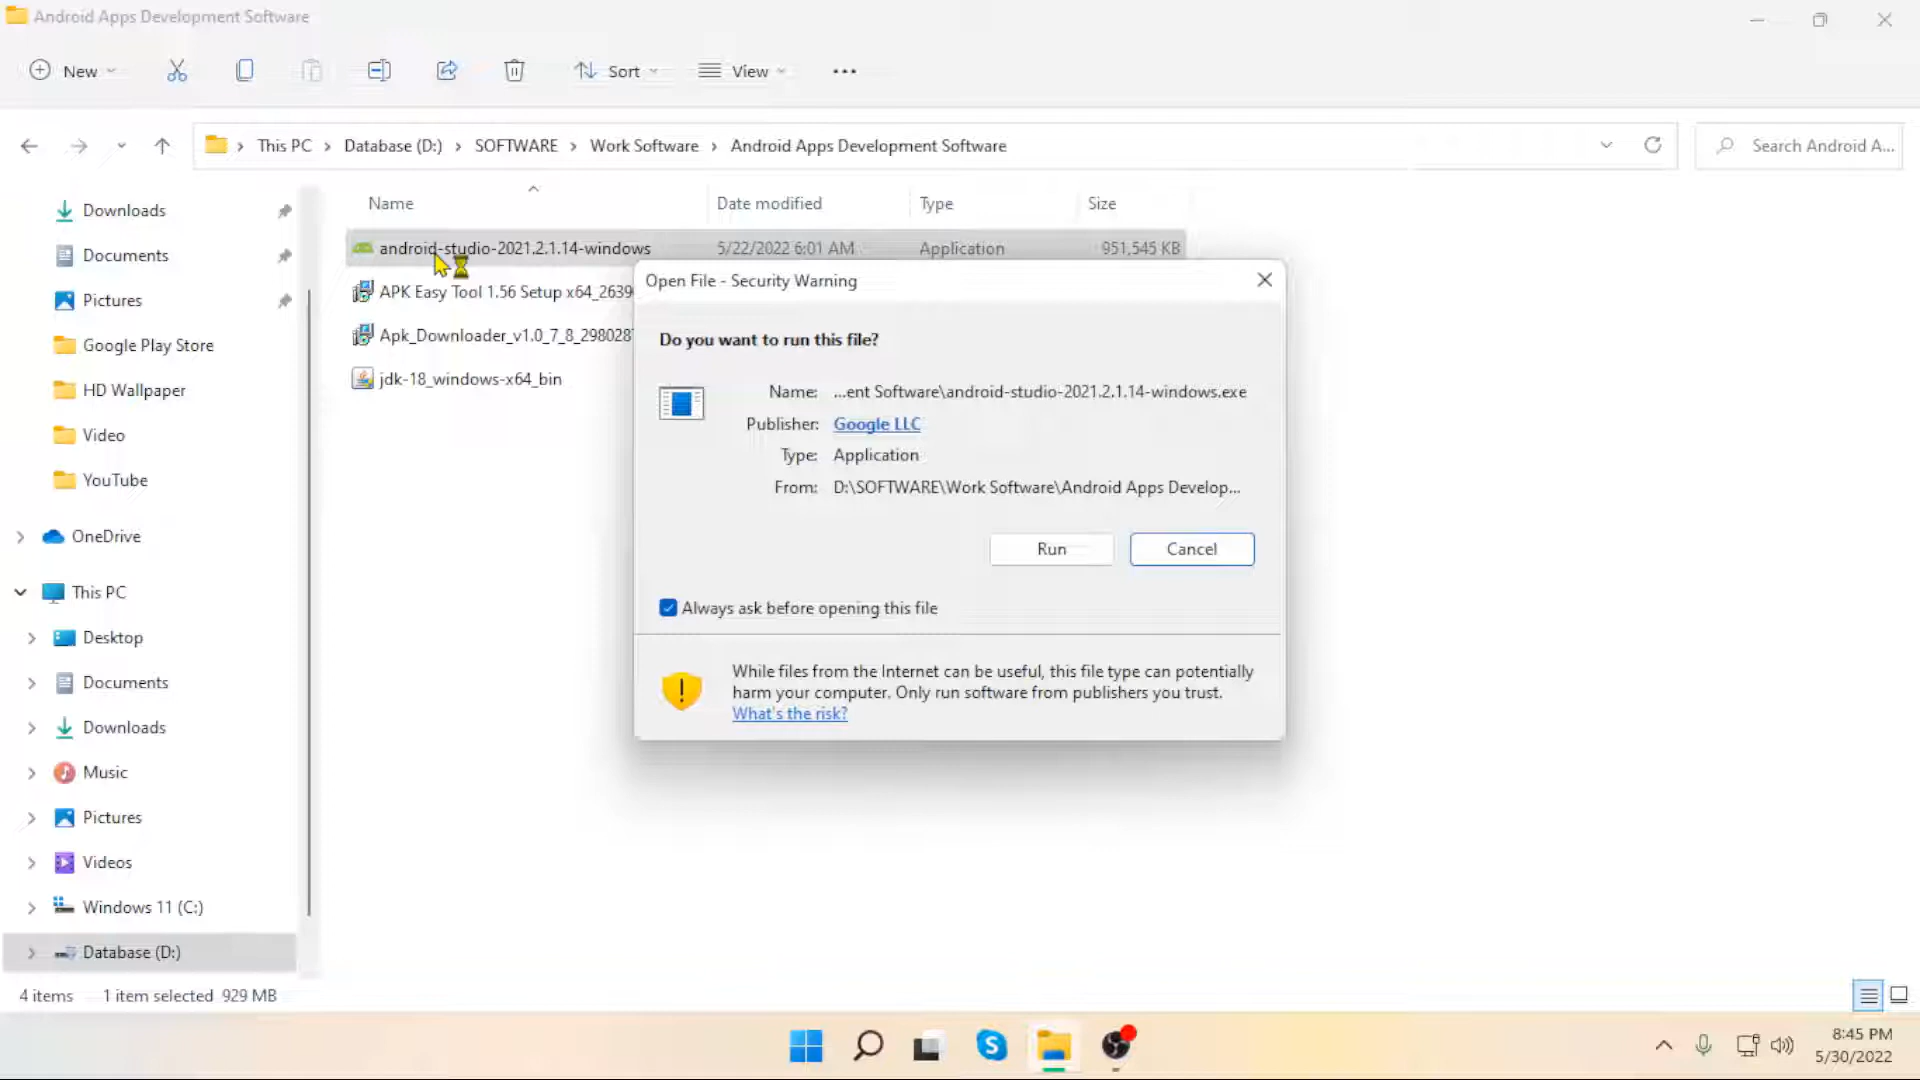 Android Apps Development Software
New
Sort
View
This PC
Database (D:)
SOFTWARE
Work Software
Android Apps Development Software
Search Android A...
Name
Date modified
Type
Size
Downloads
Documents
Pictures
Google Play Store
HD Wallpaper
Video
YouTube
OneDrive
This PC
Desktop
Documents
Downloads
Music
Pictures
Videos
Windows 11 (C:)
Database (D:)
android-studio-2021.2.1.14-windows 5/22/2022 6:01 AM Application 951,545 KB
APK Easy Tool 1.56 Setup x64_2639
Apk_Downloader_v1.0_7_8_298028
jdk-18_windows-x64_bin
Open File - Security Warning
Do you want to run this file?
Name: ...ent Software\android-studio-2021.2.1.14-windows.exe
Publisher: Google LLC
Type: Application
From: D:\SOFTWARE\Work Software\Android Apps Develop...
Run
Cancel
Always ask before opening this file
While files from the Internet can be useful, this file type can potentially
harm your computer. Only run software from publishers you trust.
What's the risk?
4 items 1 item selected 929 MB
8:45 PM
5/30/2022